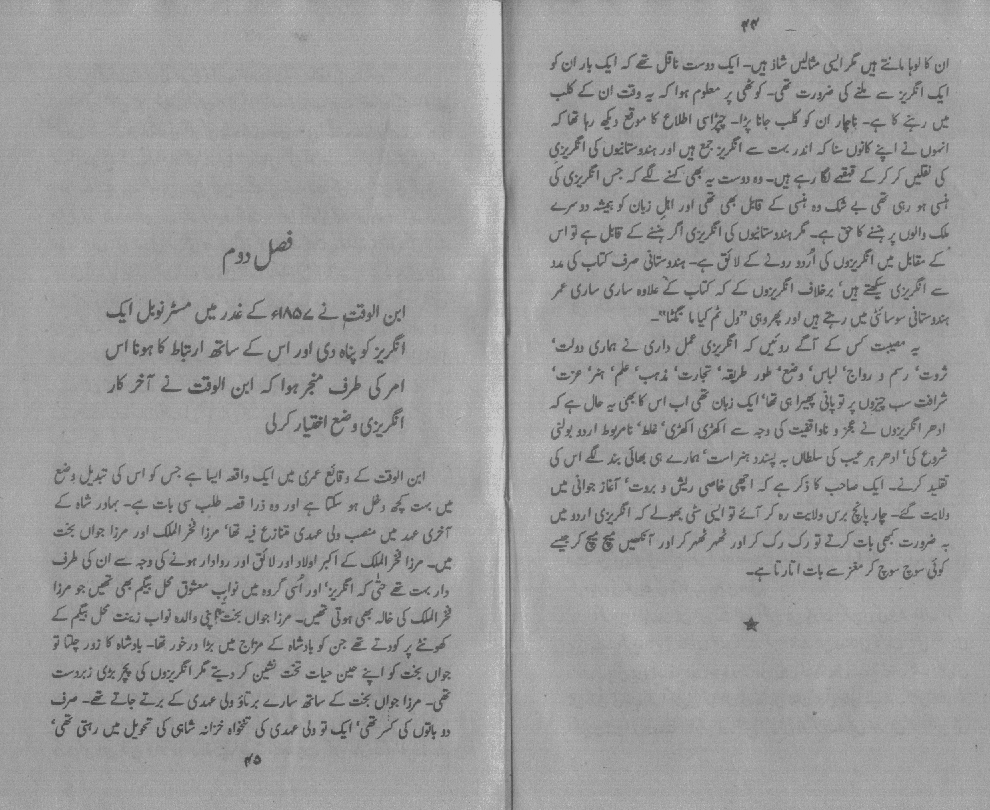 ۴۴
ان کا لوہا مانتے ہیں مگر ایسی مثالیں شاذ ہیں۔ ایک دوست ناقل تھے کہ ایک بار ان کو
ایک انگریز سے ملنے کی ضرورت تھی۔ کوٹھی پر معلوم ہوا کہ یہ وقت ان کے کلب
میں رہنے کا ہے۔ ناچار ان کو کلب جانا پڑا۔ چپڑاسی اطلاع کا موقع دیکھ رہا تھا کہ
انہوں نے اپنے کانوں سنا کہ اندر بہت سے انگریز جمع ہیں اور ہندوستانیوں کی انگریزی
کی نقلیں کر کر کے قہقہے لگا رہے ہیں۔ وہ دوست یہ بھی کہنے لگے کہ جس انگریزی کی
ہنسی ہو رہی تھی بے شک وہ ہنسی کے قابل بھی تھی اور اہل زبان کو ہمیشہ دوسرے
ملک والوں پر ہنسنے کا حق ہے۔ مگر ہندوستانیوں کی انگریزی اگر ہنسنے کے قابل ہے تو اس
کے مقابل میں انگریزوں کی اُردو رونے کے لائق ہے۔ ہندوستانی صرف کتاب کی مدد
سے انگریزی سیکھتے ہیں‘ برخلاف انگریزوں کے کہ کتاب کے علاوہ ساری ساری عمر
ہندوستانی سوسائٹی میں رہتے ہیں اور پھر وہی ”ول ٹم کیا مانگٹا“۔
یہ مصیبت کس کے آگے روئیں کہ انگریزی عمل داری نے ہماری دولت‘
ثروت‘ رسم و رواج‘ لباس‘ وضع‘ طور طریقہ‘ تجارت‘ مذہب‘ علم‘ ہنر‘ عزت‘
شرافت سب چیزوں پر تو پانی پھیرا ہی تھا‘ ایک زبان تھی اب اس کا بھی یہ حال ہے کہ
ادھر انگریزوں نے عجز و ناواقفیت کی وجہ سے اکھڑی اکھڑی‘ غلط‘ نامربوط اردو بولنی
شروع کی‘ ادھر ہر عیب کی سلطاں بہ پسندد ہنر است‘ ہمارے ہی بھائی بند لگے اس کی
تقلید کرنے۔ ایک صاحب کا ذکر ہے کہ اچھی خاصی ریش و بروت‘ آغاز جوانی میں
ولایت گئے۔ چار پانچ برس ولایت رہ کر آئے تو ایسی سٹی بھولے کہ انگریزی اردو میں
بہ ضرورت کبھی بات کرتے تو رک رک کر اور ٹھہر ٹھہر کر اور آنکھیں میچ میچ کر جیسے
کوئی سوچ سوچ کر مغز سے بات اتارتا ہے۔
فصل دوم
ابن الوقت نے ۱۸۵۷ء کے غدر میں مسٹر نوبل ایک
انگریز کو پناہ دی اور اس کے ساتھ ارتباط کا ہونا اس
امر کی طرف منجر ہوا کہ ابن الوقت نے آخر کار
انگریزی وضع اختیار کرلی
ابن الوقت کے وقائع عمری میں ایک واقعہ ایسا ہے جس کو اس کی تبدیل وضع
میں بہت کچھ دخل ہو سکتا ہے اور وہ ذرا قصہ طلب سی بات ہے۔ بہادر شاہ کے
آخری عہد میں منصب ولی عہدی متنازع فیہ تھا‘ مرزا فخر الملک اور مرزا جواں بخت
میں۔ مرزا فخر الملک کے اکبر اولاد اور لائق اور روادار ہونے کی وجہ سے ان کی طرف
دار بہت تھے حتیٰ کہ انگریز‘ اور اُسی گروہ میں نواب معشوق محل بیگم بھی تھیں جو مرزا
فخر الملک کی خالہ بھی ہوتی تھیں۔ مرزا جواں بخت اپنی والدہ نواب زینت محل بیگم کے
کھونٹے پر کودتے تھے جن کو بادشاہ کے مزاج میں بڑا درخور تھا۔ بادشاہ کا زور چلتا تو
جواں بخت کو اپنے حین حیات تخت نشین کر دیتے مگر انگریزوں کی پچر بڑی زبردست
تھی۔ مرزا جواں بخت کے ساتھ سارے برتاؤ ولی عہدی کے برتے جاتے تھے۔ صرف
دو باتوں کی کسر تھی‘ ایک تو ولی عہدی کی تنخواہ خزانہ شاہی کی تحویل میں رہتی تھی‘
۴۵